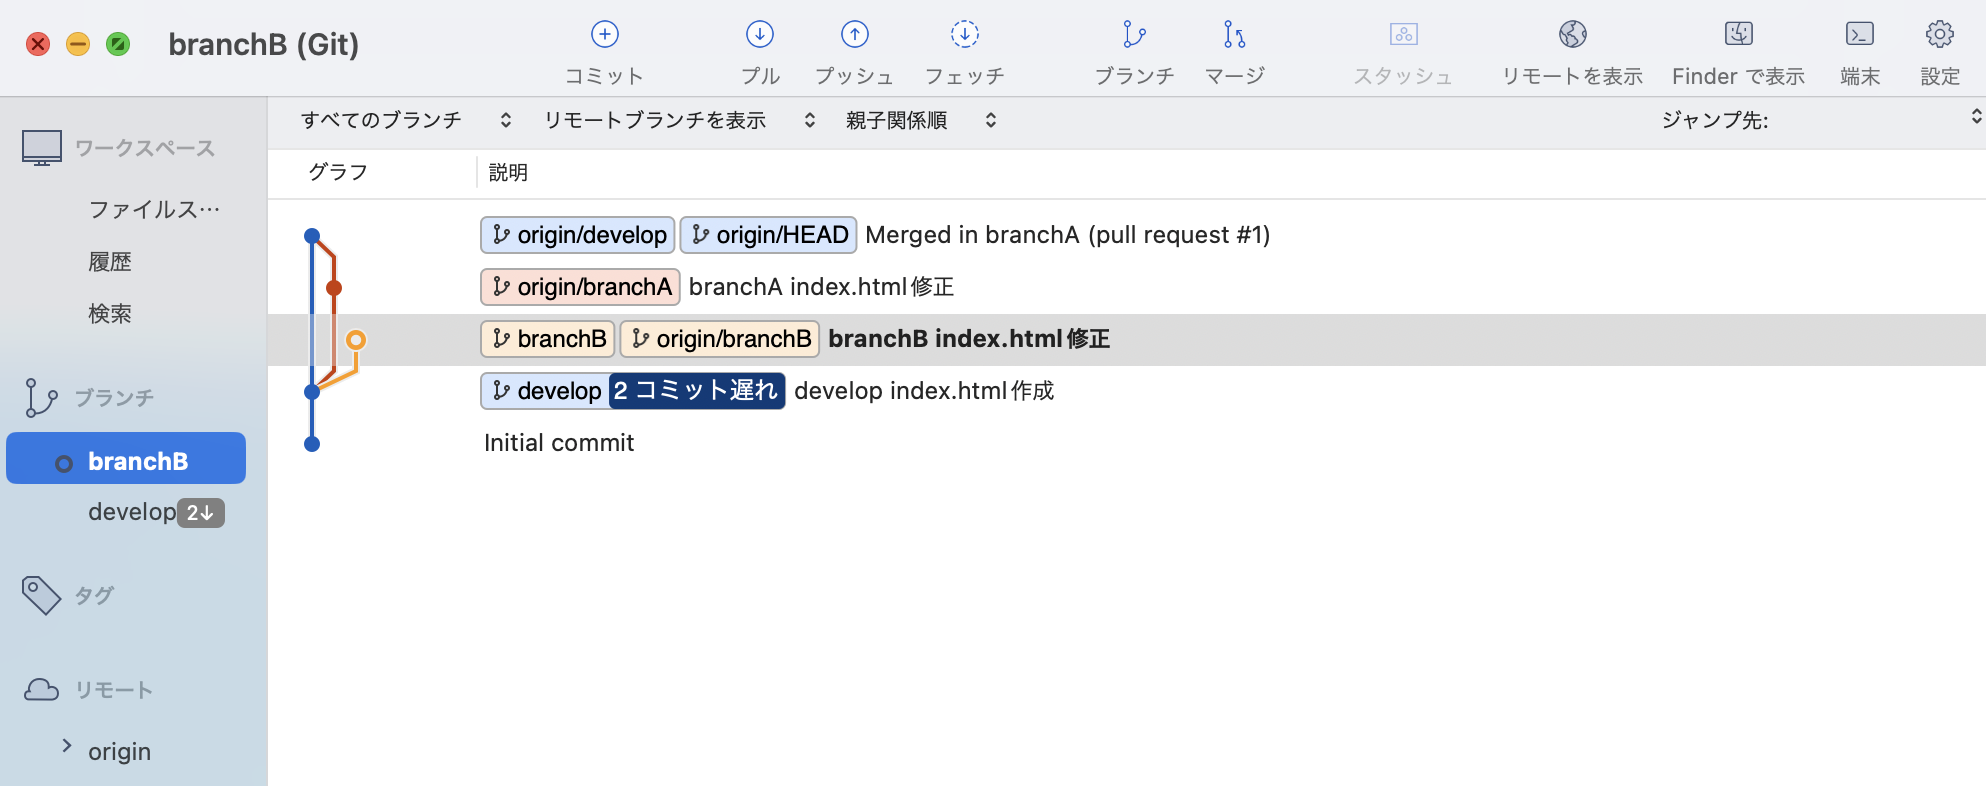 branchB (Git)
コミット プル プッシュ フェッチ ブランチ マージ スタッシュ リモートを表示 Finder で表示 端末 設定
すべてのブランチ リモートブランチを表示 親子関係順 ジャンプ先:
ワークスペース
ファイルス…
履歴
検索
ブランチ
branchB
develop 2↓
タグ
リモート
origin
グラフ 説明
origin/develop origin/HEAD Merged in branchA (pull request #1)
origin/branchA branchA index.html修正
branchB origin/branchB branchB index.html修正
develop 2 コミット遅れ develop index.html作成
Initial commit